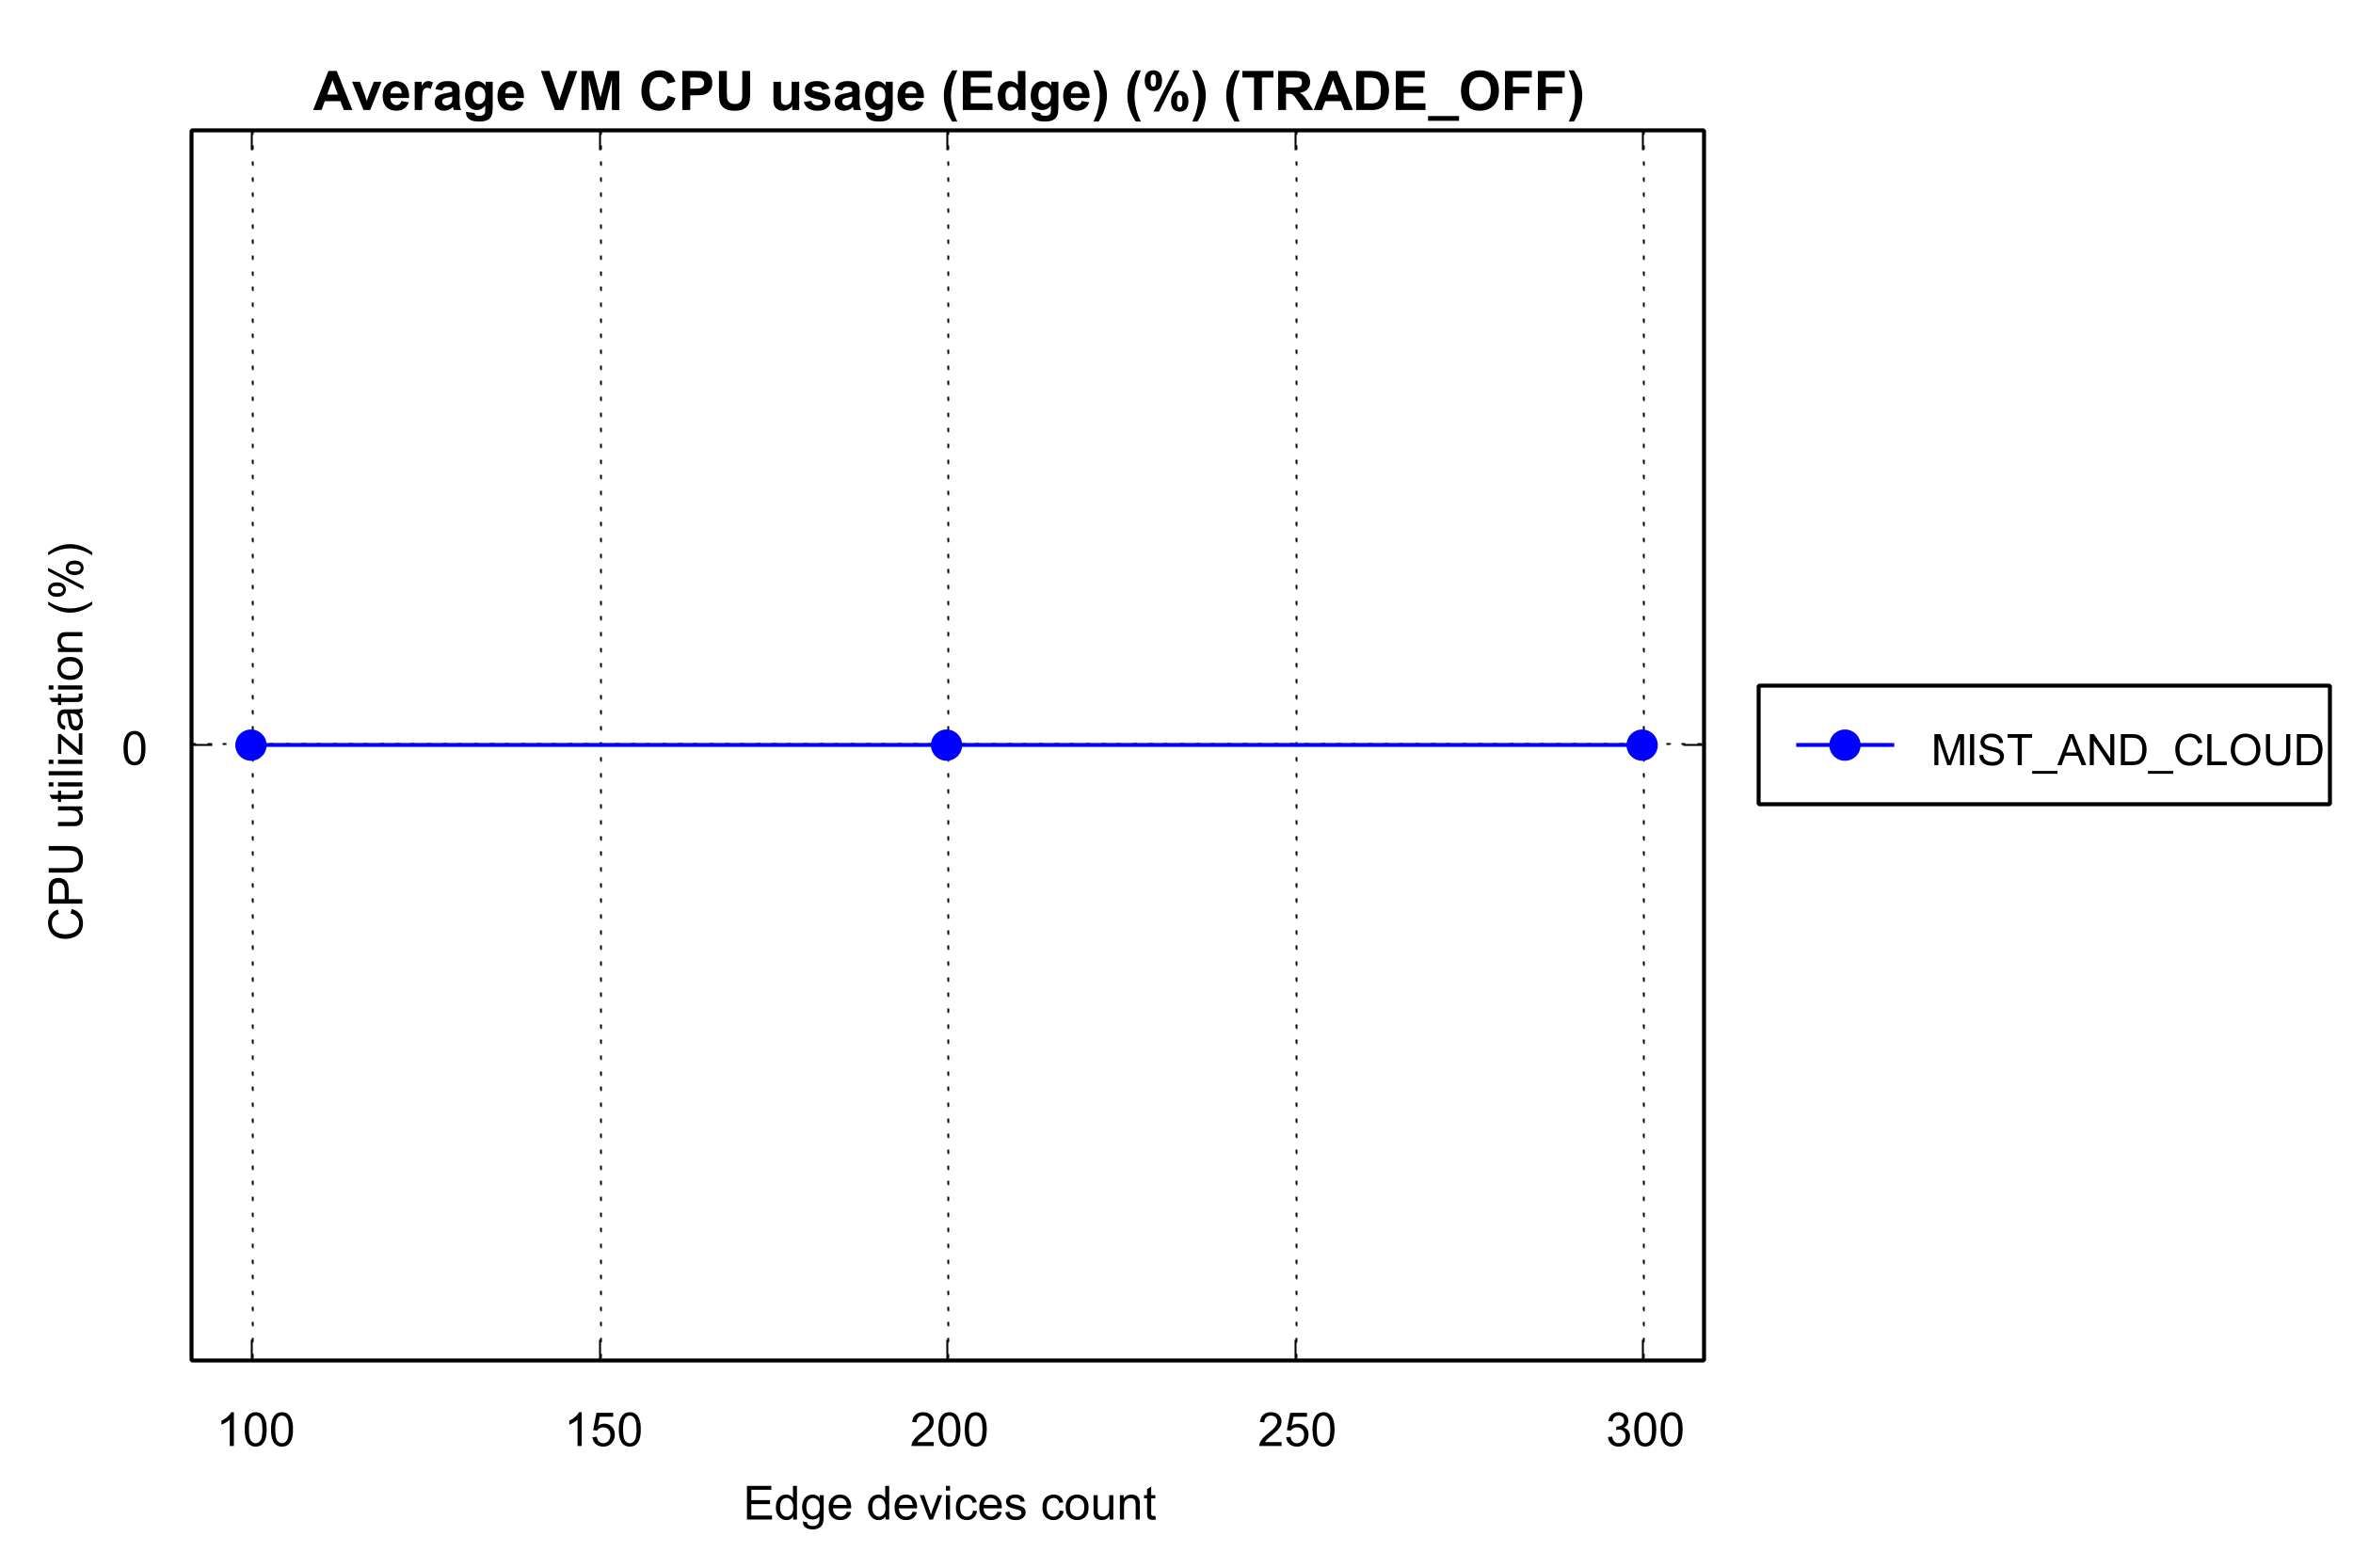 Average VM CPU usage (Edge) (%) (TRADE_OFF)
CPU utilization (%)
0
MIST_AND_CLOUD
100 150 200 250 300
Edge devices count